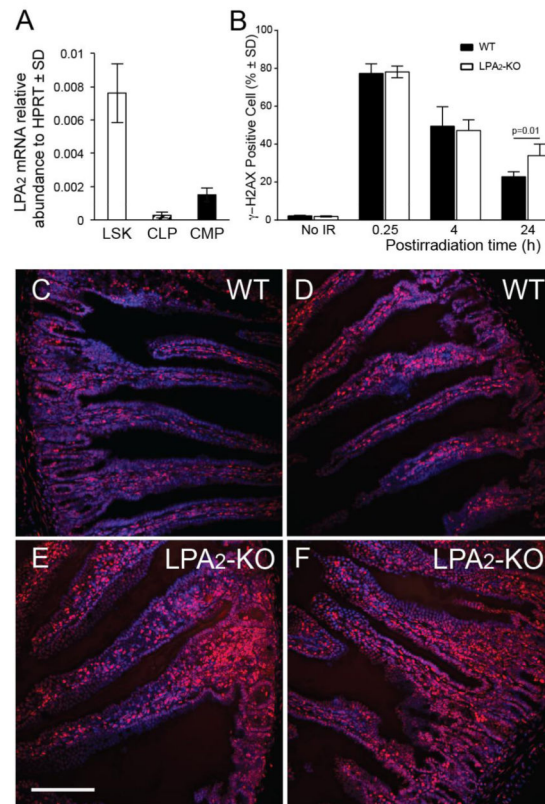 A
LPA2 mRNA relative
abundance to HPRT ± SD
0.01
0.008
0.006
0.004
0.002
0
LSK CLP CMP
B
γ-H2AX Positive Cell (% ± SD)
100
80
60
40
20
0
WT
LPA2-KO
p=0.01
No IR 0.25 4 24
Postirradiation time (h)
C WT
D WT
E LPA2-KO
F LPA2-KO